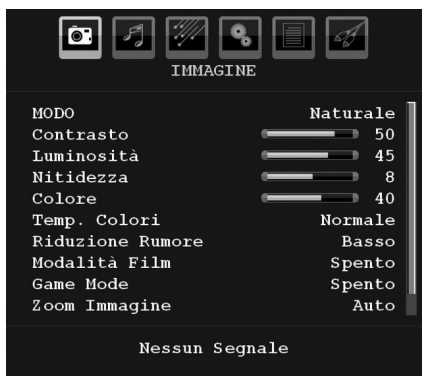 IMMAGINE
MODO Naturale
Contrasto 50
Luminosità 45
Nitidezza 8
Colore 40
Temp. Colori Normale
Riduzione Rumore Basso
Modalità Film Spento
Game Mode Spento
Zoom Immagine Auto
Nessun Segnale